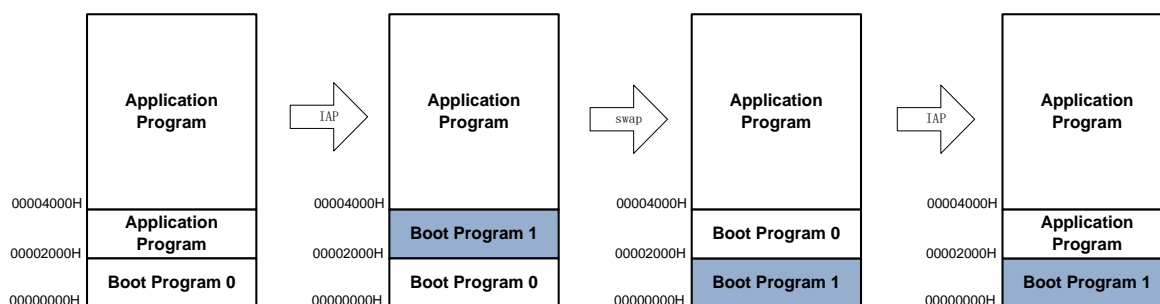 Application
Program
00004000H
Application
Program
00002000H
Boot Program 0
00000000H
IAP
Application
Program
00004000H
Boot Program 1
00002000H
Boot Program 0
00000000H
swap
Application
Program
00004000H
Boot Program 0
00002000H
Boot Program 1
00000000H
IAP
Application
Program
00004000H
Application
Program
00002000H
Boot Program 1
00000000H